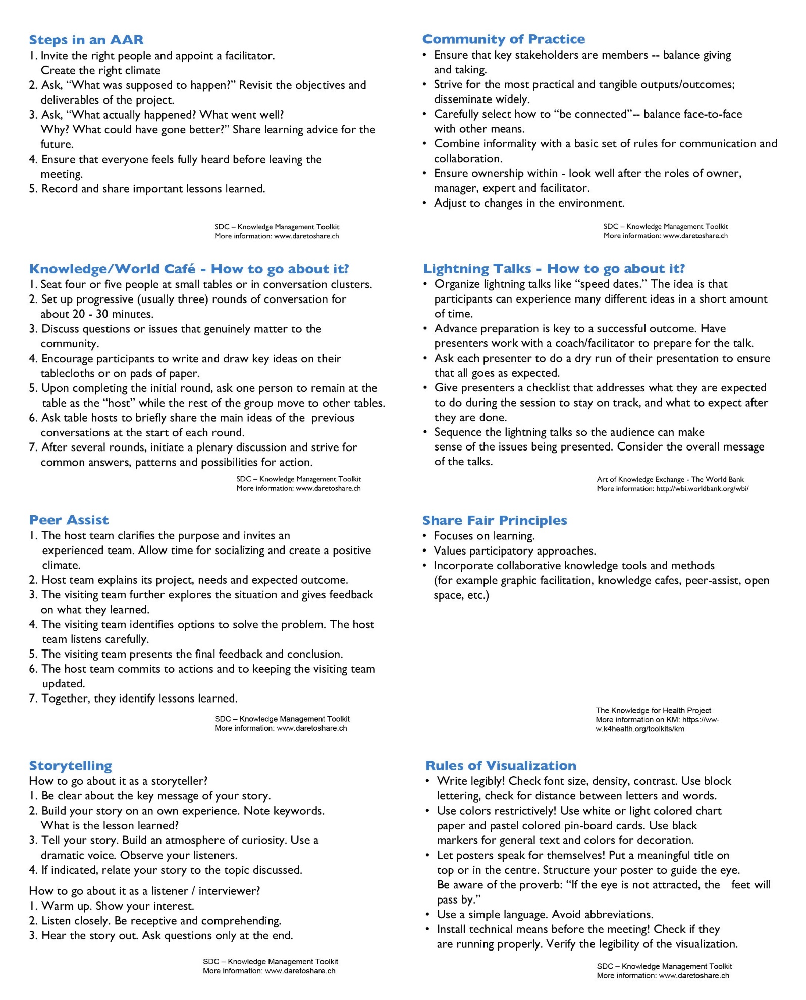 Steps in an AAR
1. Invite the right people and appoint a facilitator.
Create the right climate
2. Ask, “What was supposed to happen?” Revisit the objectives and
deliverables of the project.
3. Ask, “What actually happened? What went well?
Why? What could have gone better?” Share learning advice for the
future.
4. Ensure that everyone feels fully heard before leaving the
meeting.
5. Record and share important lessons learned.
SDC – Knowledge Management Toolkit
More information: www.daretoshare.ch
Community of Practice
• Ensure that key stakeholders are members -- balance giving
and taking.
• Strive for the most practical and tangible outputs/outcomes;
disseminate widely.
• Carefully select how to “be connected”-- balance face-to-face
with other means.
• Combine informality with a basic set of rules for communication and
collaboration.
• Ensure ownership within - look well after the roles of owner,
manager, expert and facilitator.
• Adjust to changes in the environment.
SDC – Knowledge Management Toolkit
More information: www.daretoshare.ch
Knowledge/World Café - How to go about it?
1. Seat four or five people at small tables or in conversation clusters.
2. Set up progressive (usually three) rounds of conversation for
about 20 - 30 minutes.
3. Discuss questions or issues that genuinely matter to the
community.
4. Encourage participants to write and draw key ideas on their
tablecloths or on pads of paper.
5. Upon completing the initial round, ask one person to remain at the
table as the “host” while the rest of the group move to other tables.
6. Ask table hosts to briefly share the main ideas of the previous
conversations at the start of each round.
7. After several rounds, initiate a plenary discussion and strive for
common answers, patterns and possibilities for action.
SDC – Knowledge Management Toolkit
More information: www.daretoshare.ch
Lightning Talks - How to go about it?
• Organize lightning talks like “speed dates.” The idea is that
participants can experience many different ideas in a short amount
of time.
• Advance preparation is key to a successful outcome. Have
presenters work with a coach/facilitator to prepare for the talk.
• Ask each presenter to do a dry run of their presentation to ensure
that all goes as expected.
• Give presenters a checklist that addresses what they are expected
to do during the session to stay on track, and what to expect after
they are done.
• Sequence the lightning talks so the audience can make
sense of the issues being presented. Consider the overall message
of the talks.
Art of Knowledge Exchange - The World Bank
More information: http://wbi.worldbank.org/wbi/
Peer Assist
1. The host team clarifies the purpose and invites an
experienced team. Allow time for socializing and create a positive
climate.
2. Host team explains its project, needs and expected outcome.
3. The visiting team further explores the situation and gives feedback
on what they learned.
4. The visiting team identifies options to solve the problem. The host
team listens carefully.
5. The visiting team presents the final feedback and conclusion.
6. The host team commits to actions and to keeping the visiting team
updated.
7. Together, they identify lessons learned.
SDC – Knowledge Management Toolkit
More information: www.daretoshare.ch
Share Fair Principles
• Focuses on learning.
• Values participatory approaches.
• Incorporate collaborative knowledge tools and methods
(for example graphic facilitation, knowledge cafes, peer-assist, open
space, etc.)
The Knowledge for Health Project
More information on KM: https://ww-
w.k4health.org/toolkits/km
Storytelling
How to go about it as a storyteller?
1. Be clear about the key message of your story.
2. Build your story on an own experience. Note keywords.
What is the lesson learned?
3. Tell your story. Build an atmosphere of curiosity. Use a
dramatic voice. Observe your listeners.
4. If indicated, relate your story to the topic discussed.
How to go about it as a listener / interviewer?
1. Warm up. Show your interest.
2. Listen closely. Be receptive and comprehending.
3. Hear the story out. Ask questions only at the end.
SDC – Knowledge Management Toolkit
More information: www.daretoshare.ch
Rules of Visualization
• Write legibly! Check font size, density, contrast. Use block
lettering, check for distance between letters and words.
• Use colors restrictively! Use white or light colored chart
paper and pastel colored pin-board cards. Use black
markers for general text and colors for decoration.
• Let posters speak for themselves! Put a meaningful title on
top or in the centre. Structure your poster to guide the eye.
Be aware of the proverb: “If the eye is not attracted, the feet will
pass by.”
• Use a simple language. Avoid abbreviations.
• Install technical means before the meeting! Check if they
are running properly. Verify the legibility of the visualization.
SDC – Knowledge Management Toolkit
More information: www.daretoshare.ch